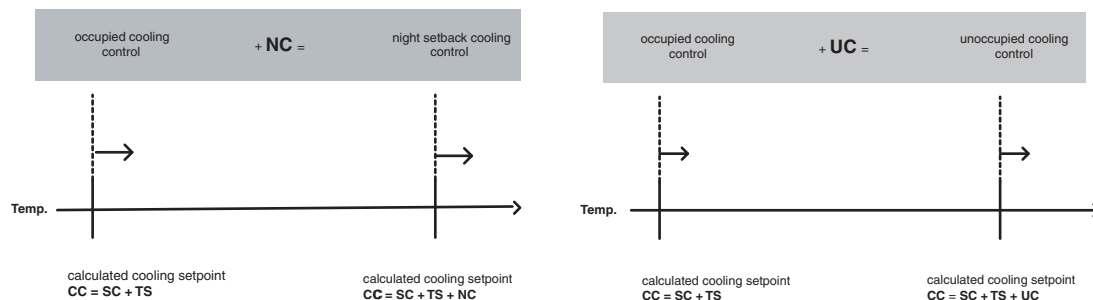 occupied cooling
control
+ NC =
night setback cooling
control
Temp.
calculated cooling setpoint
CC = SC + TS
calculated cooling setpoint
CC = SC + TS + NC
occupied cooling
control
+ UC =
unoccupied cooling
control
Temp.
calculated cooling setpoint
CC = SC + TS
calculated cooling setpoint
CC = SC + TS + UC